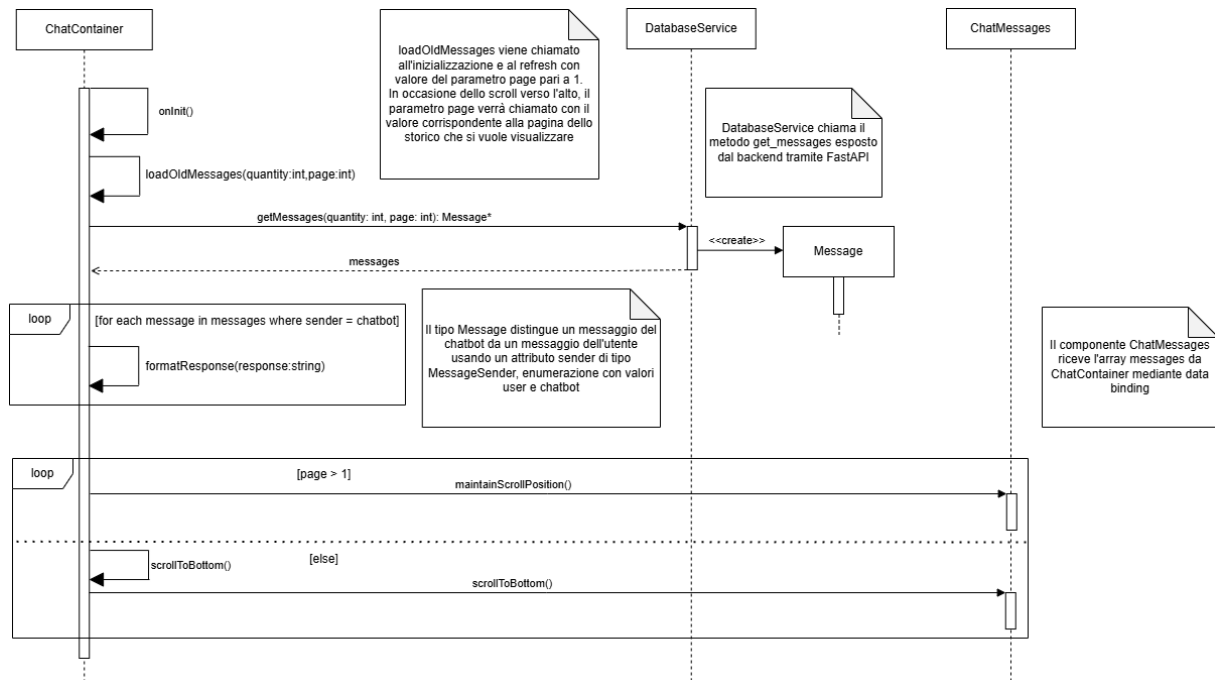 ChatContainer
DatabaseService
ChatMessages
loadOldMessages viene chiamato
all'inizializzazione e al refresh con
valore del parametro page pari a 1.
In occasione dello scroll verso l'alto, il
parametro page verrà chiamato con il
valore corrispondente alla pagina dello
storico che si vuole visualizzare
onInit()
DatabaseService chiama il
metodo get_messages esposto
dal backend tramite FastAPI
loadOldMessages(quantity:int,page:int)
getMessages(quantity: int, page: int): Message*
<<create>>
Message
messages
loop
[for each message in messages where sender = chatbot]
formatResponse(response:string)
Il tipo Message distingue un messaggio del
chatbot da un messaggio dell'utente
usando un attributo sender di tipo
MessageSender, enumerazione con valori
user e chatbot
Il componente ChatMessages
riceve l'array messages da
ChatContainer mediante data
binding
loop
[page > 1]
maintainScrollPosition()
[else]
scrollToBottom()
scrollToBottom()